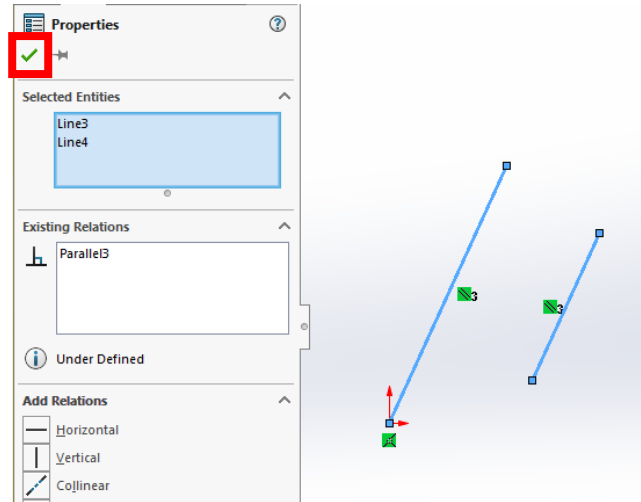 Properties
?
Selected Entities
Line3
Line4
Existing Relations
Parallel3
Under Defined
Add Relations
Horizontal
Vertical
Collinear
3
3